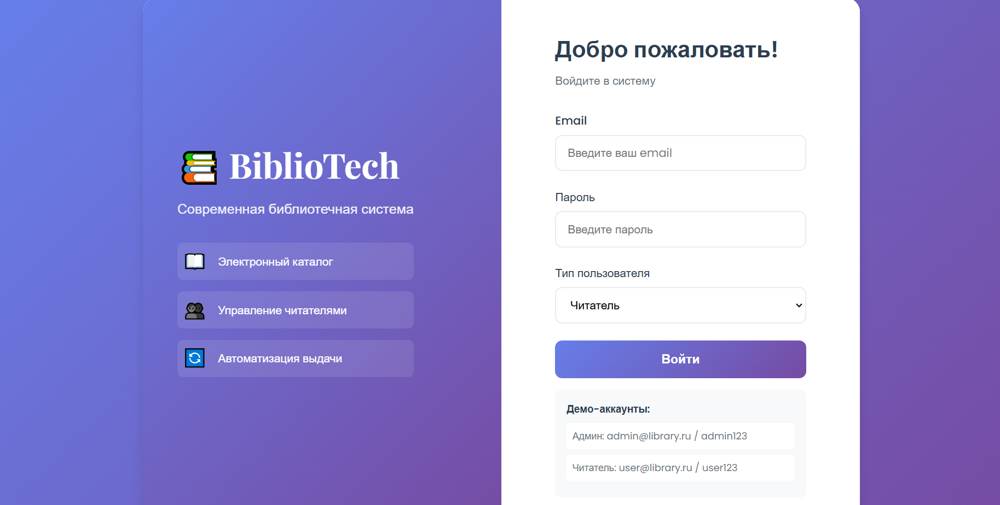 BiblioTech
Современная библиотечная система
Электронный каталог
Управление читателями
Автоматизация выдачи
Добро пожаловать!
Войдите в систему
Email
Введите ваш email
Пароль
Введите пароль
Тип пользователя
Читатель
Войти
Демо-аккаунты:
Админ: admin@library.ru / admin123
Читатель: user@library.ru / user123